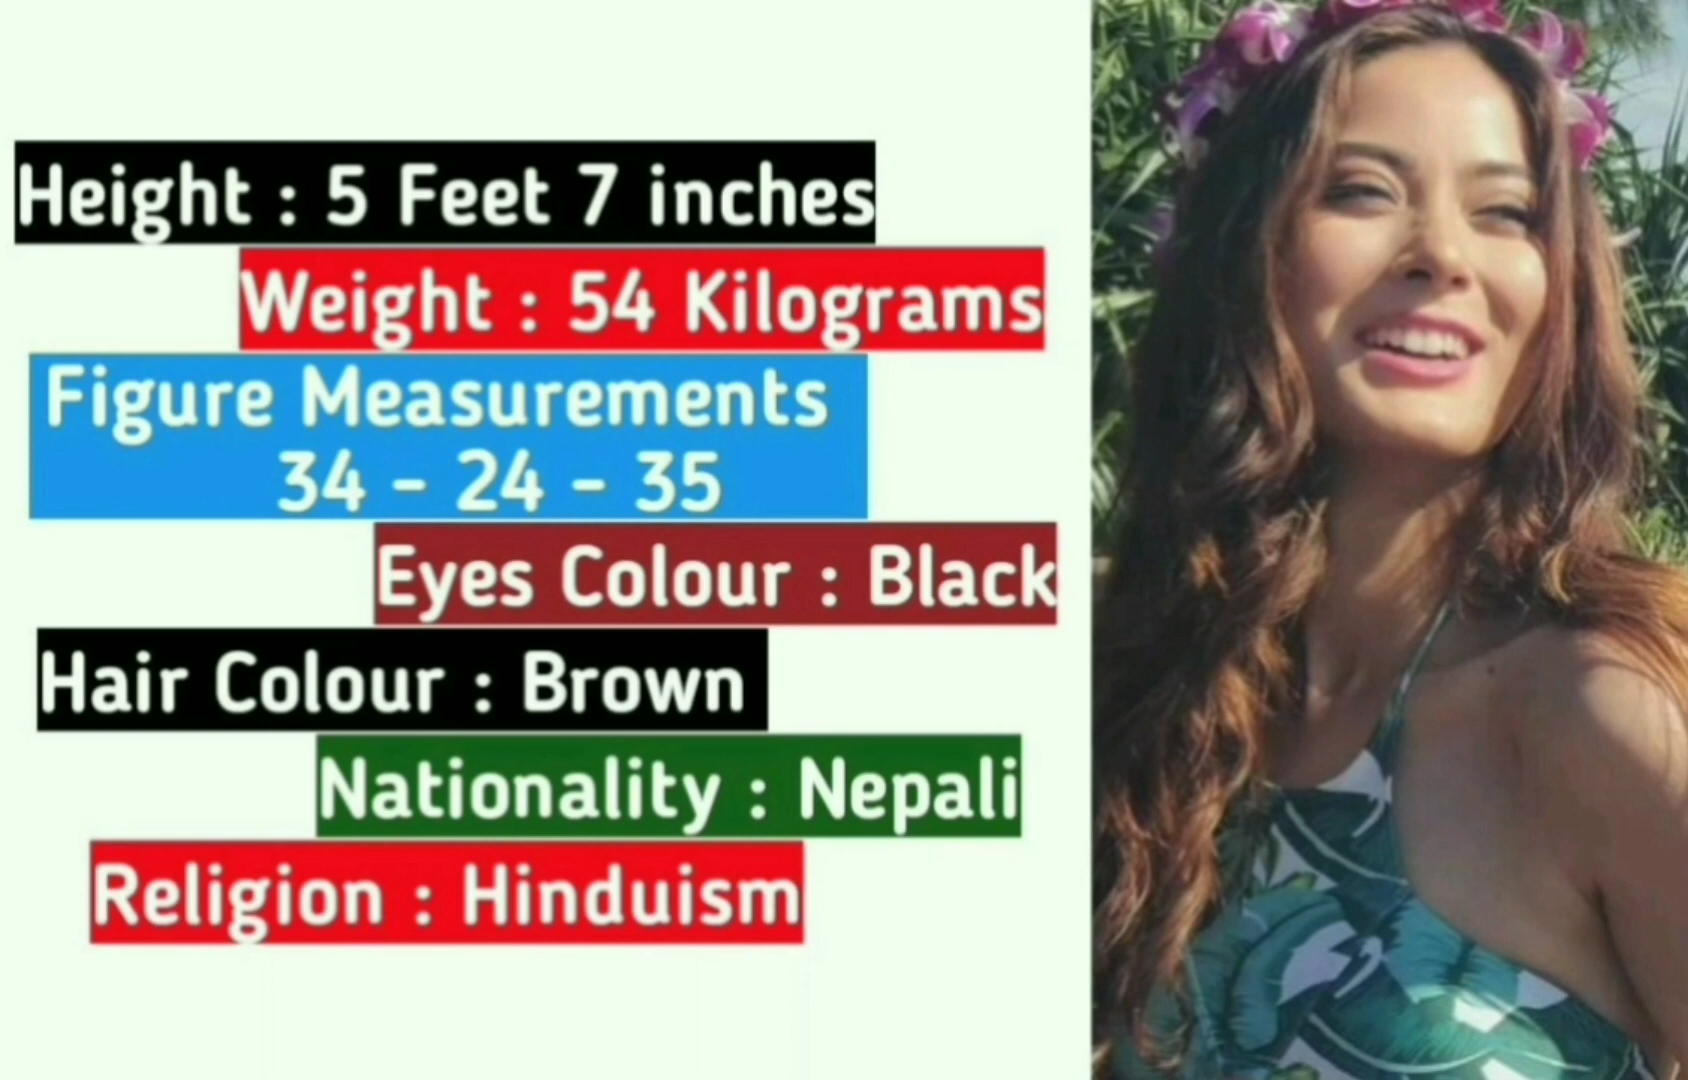 Height : 5 Feet 7 inches
Weight : 54 Kilograms
Figure Measurements
34 - 24 - 35
Eyes Colour : Black
Hair Colour : Brown
Nationality : Nepali
Religion : Hinduism